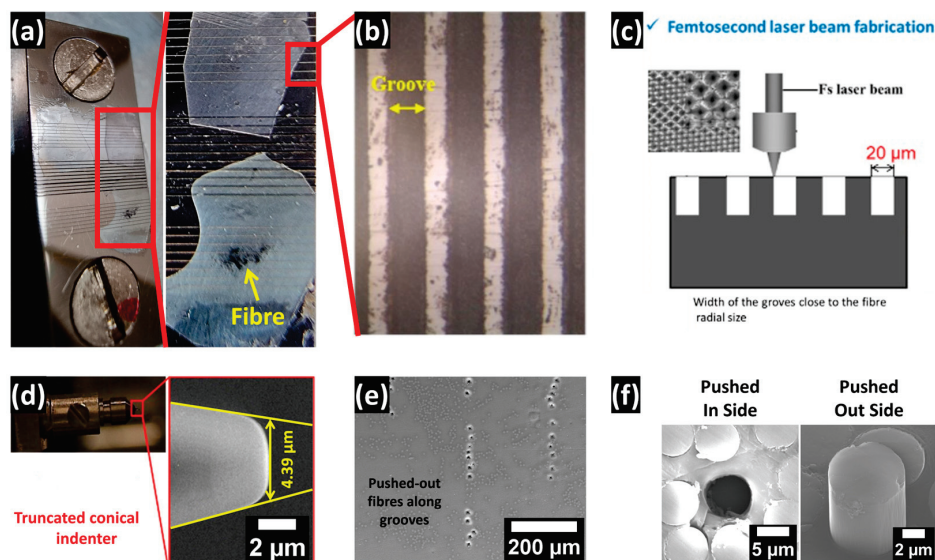 (a)
Fibre
(b)
Groove
(c)
✓ Femtosecond laser beam fabrication
Fs laser beam
20 μm
Width of the groves close to the fibre
radial size
(d)
Truncated conical
indenter
4.39 μm
2 μm
(e)
Pushed-out
fibres along
grooves
200 μm
(f)
Pushed
In Side
Pushed
Out Side
5 μm
2 μm